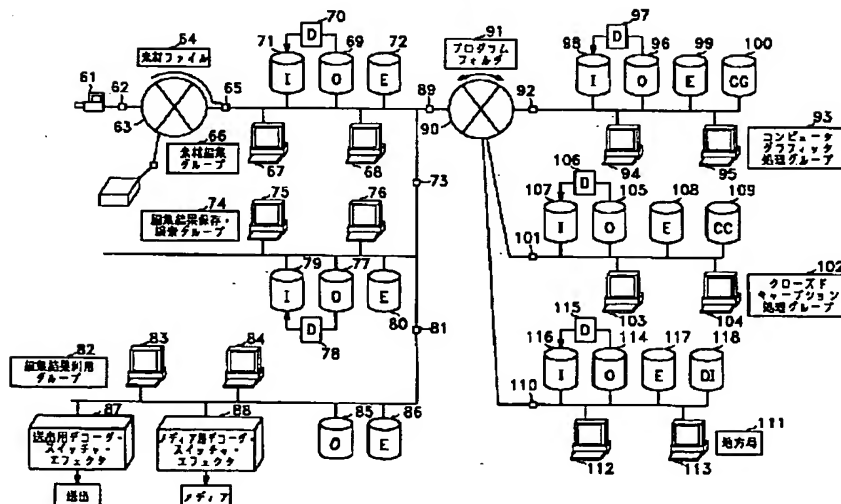 64
素材ファイル
61
62
63
65
70
D
71
I
69
O
72
E
66
素材編集
グループ
67
68
73
74
編集結果保存・
検索グループ
75
76
79
I
77
O
80
E
D
78
81
82
編集結果利用
グループ
83
84
87
送出用デコーダ・
スイッチャ・
エフェクタ
88
メディア用デコーダ・
スイッチャ・
エフェクタ
85
O
86
E
送出
メディア
89
91
プログラム
フォルダ
90
92
97
D
98
I
96
O
99
E
100
CG
93
コンピュータ
グラフィック
処理グループ
94
95
106
D
107
I
105
O
108
E
109
CC
101
102
クローズド
キャープション
処理グループ
103
104
115
D
116
I
114
O
117
E
118
DI
110
111
地方局
112
113